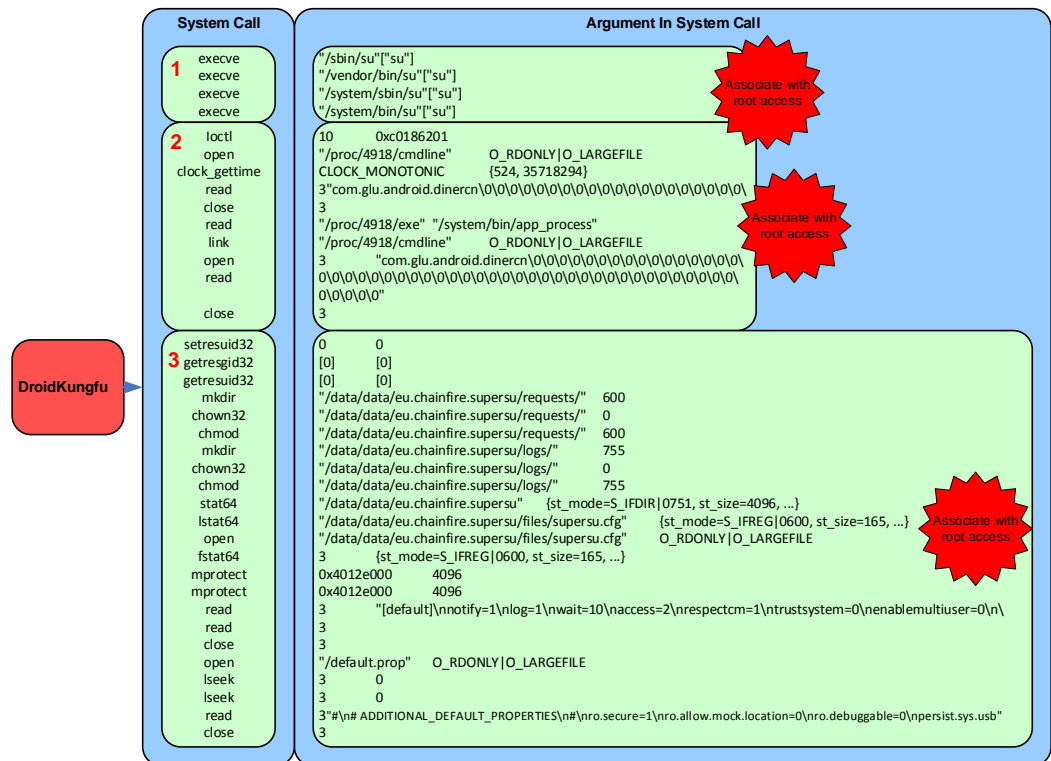 System Call Argument In System Call
1 execve "/sbin/su"["su"]
execve "/vendor/bin/su"["su"]
execve "/system/sbin/su"["su"]
execve "/system/bin/su"["su"]
Associate with
root access
2 Ioctl 10 0xc0186201
open "/proc/4918/cmdline" O_RDONLY|O_LARGEFILE
clock_gettime CLOCK_MONOTONIC {524, 35718294}
read 3"com.glu.android.dinercn\0\0\0\0\0\0\0\0\0\0\0\0\0\0\0\0\0\0\0\0\
close 3
read "/proc/4918/exe" "/system/bin/app_process"
link "/proc/4918/cmdline" O_RDONLY|O_LARGEFILE
open 3 "com.glu.android.dinercn\0\0\0\0\0\0\0\0\0\0\0\0\0\0\0\0\
read 0\0\0\0\0\0\0\0\0\0\0\0\0\0\0\0\0\0\0\0\0\0\0\0\0\0\0\0\0\0\0\0\
0\0\0\0\0"
close 3
Associate with
root access
DroidKungfu
3 setresuid32 0 0
getresgid32 [0] [0]
getresuid32 [0] [0]
mkdir "/data/data/eu.chainfire.supersu/requests/" 600
chown32 "/data/data/eu.chainfire.supersu/requests/" 0
chmod "/data/data/eu.chainfire.supersu/requests/" 600
mkdir "/data/data/eu.chainfire.supersu/logs/" 755
chown32 "/data/data/eu.chainfire.supersu/logs/" 0
chmod "/data/data/eu.chainfire.supersu/logs/" 755
stat64 "/data/data/eu.chainfire.supersu" {st_mode=S_IFDIR|0751, st_size=4096, ...}
lstat64 "/data/data/eu.chainfire.supersu/files/supersu.cfg" {st_mode=S_IFREG|0600, st_size=165, ...}
open "/data/data/eu.chainfire.supersu/files/supersu.cfg" O_RDONLY|O_LARGEFILE
fstat64 3 {st_mode=S_IFREG|0600, st_size=165, ...}
mprotect 0x4012e000 4096
mprotect 0x4012e000 4096
read 3 "[default]\nnotify=1\nlog=1\nwait=10\naccess=2\nrespectcm=1\ntrustsystem=0\nenablemultiuser=0\n\
read 3
close 3
open "/default.prop" O_RDONLY|O_LARGEFILE
lseek 3 0
lseek 3 0
read 3"#\n# ADDITIONAL_DEFAULT_PROPERTIES\n#\nro.secure=1\nro.allow.mock.location=0\nro.debuggable=0\npersist.sys.usb"
close 3
Associate with
root access